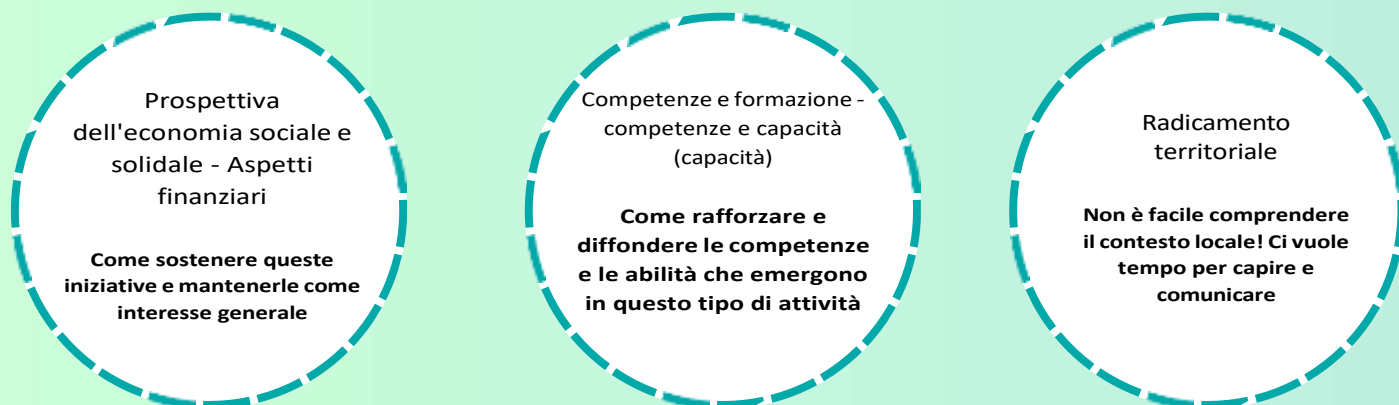 Prospettiva
dell'economia sociale e
solidale - Aspetti
finanziari
Come sostenere queste
iniziative e mantenerle come
interesse generale
Competenze e formazione -
competenze e capacità
(capacità)
Come rafforzare e
diffondere le competenze
e le abilità che emergono
in questo tipo di attività
Radicamento
territoriale
Non è facile comprendere
il contesto locale! Ci vuole
tempo per capire e
comunicare